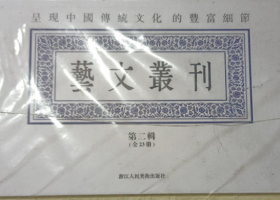 呈現中國傳統文化的豐富細節
藝文叢刊
第二輯
(全25冊)
浙江人民美術出版社